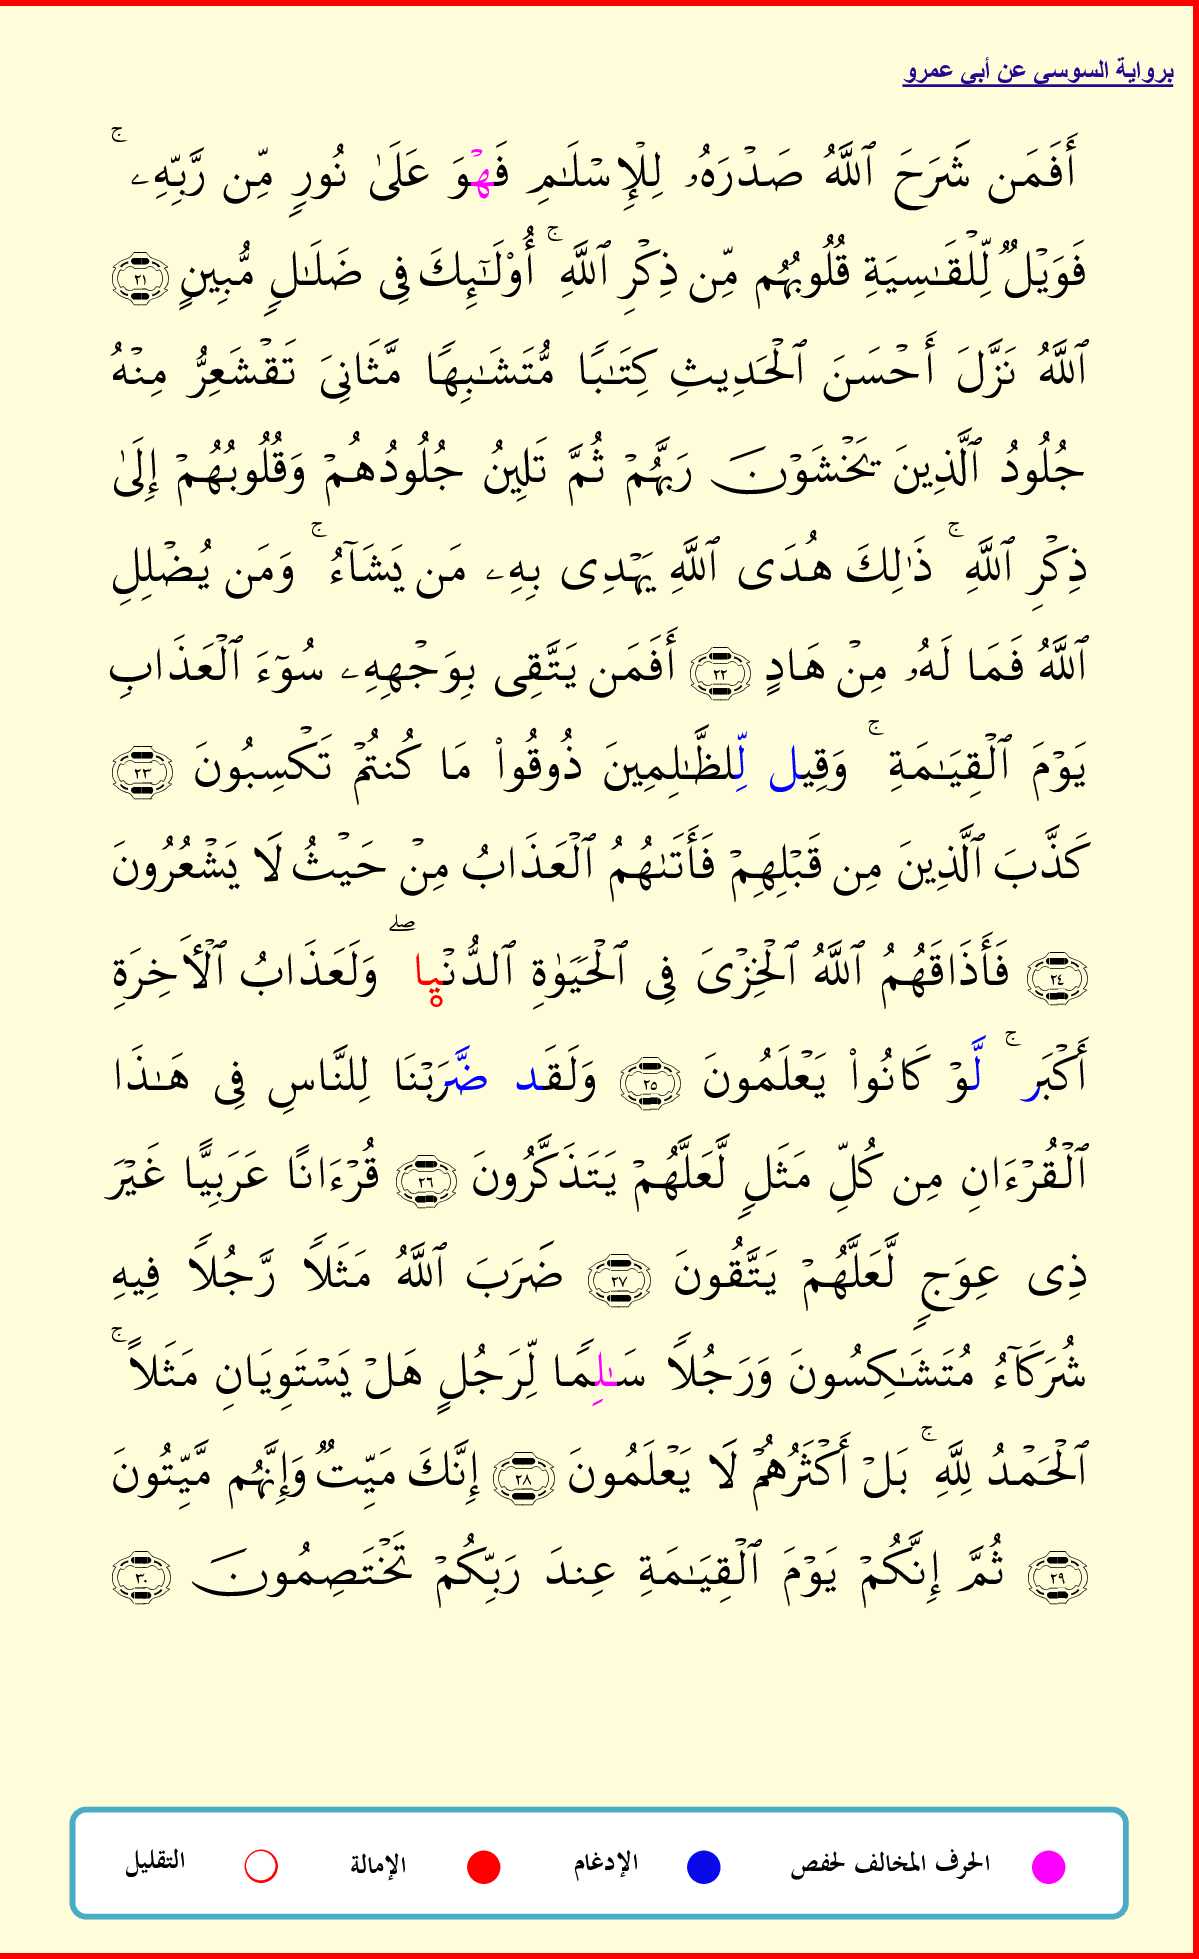 برواية السوسي عن أبي عمرو
أَفَمَن شَرَحَ ٱللَّهُ صَدْرَهُۥ لِلْإِسْلَٰمِ فَهْوَ عَلَىٰ نُورٍ مِّن رَّبِّهِۦ ۚ
فَوَيْلٌ لِّلْقَٰسِيَةِ قُلُوبُهُم مِّن ذِكْرِ ٱللَّهِ ۚ أُو۟لَٰٓئِكَ فِى ضَلَٰلٍ مُّبِينٍ ٢١
ٱللَّهُ نَزَّلَ أَحْسَنَ ٱلْحَدِيثِ كِتَٰبًا مُّتَشَٰبِهًا مَّثَانِىَ تَقْشَعِرُّ مِنْهُ
جُلُودُ ٱلَّذِينَ يَخْشَوْنَ رَبَّهُمْ ثُمَّ تَلِينُ جُلُودُهُمْ وَقُلُوبُهُمْ إِلَىٰ
ذِكْرِ ٱللَّهِ ۚ ذَٰلِكَ هُدَى ٱللَّهِ يَهْدِى بِهِۦ مَن يَشَآءُ ۚ وَمَن يُضْلِلِ
ٱللَّهُ فَمَا لَهُۥ مِنْ هَادٍ ٢٢ أَفَمَن يَتَّقِى بِوَجْهِهِۦ سُوٓءَ ٱلْعَذَابِ
يَوْمَ ٱلْقِيَٰمَةِ ۚ وَقِيل لِّلظَّٰلِمِينَ ذُوقُوا۟ مَا كُنتُمْ تَكْسِبُونَ ٢٣
كَذَّبَ ٱلَّذِينَ مِن قَبْلِهِمْ فَأَتَىٰهُمُ ٱلْعَذَابُ مِنْ حَيْثُ لَا يَشْعُرُونَ
٢٤ فَأَذَاقَهُمُ ٱللَّهُ ٱلْخِزْىَ فِى ٱلْحَيَوٰةِ ٱلدُّنْيٕا ۖ وَلَعَذَابُ ٱلْأَخِرَةِ
أَكْبَر ۚ لَّوْ كَانُوا۟ يَعْلَمُونَ ٢٥ وَلَقَد ضَّرَبْنَا لِلنَّاسِ فِى هَٰذَا
ٱلْقُرْءَانِ مِن كُلِّ مَثَلٍ لَّعَلَّهُمْ يَتَذَكَّرُونَ ٢٦ قُرْءَانًا عَرَبِيًّا غَيْرَ
ذِى عِوَجٍ لَّعَلَّهُمْ يَتَّقُونَ ٢٧ ضَرَبَ ٱللَّهُ مَثَلًا رَّجُلًا فِيهِ
شُرَكَآءُ مُتَشَٰكِسُونَ وَرَجُلًا سَٰلِمًا لِّرَجُلٍ هَلْ يَسْتَوِيَانِ مَثَلًا ۚ
ٱلْحَمْدُ لِلَّهِ ۚ بَلْ أَكْثَرُهُمْ لَا يَعْلَمُونَ ٢٨ إِنَّكَ مَيِّتٌ وَإِنَّهُم مَّيِّتُونَ
٢٩ ثُمَّ إِنَّكُمْ يَوْمَ ٱلْقِيَٰمَةِ عِندَ رَبِّكُمْ تَخْتَصِمُونَ ٣٠
الحرف المخالف لحفص الإدغام الإمالة التقليل